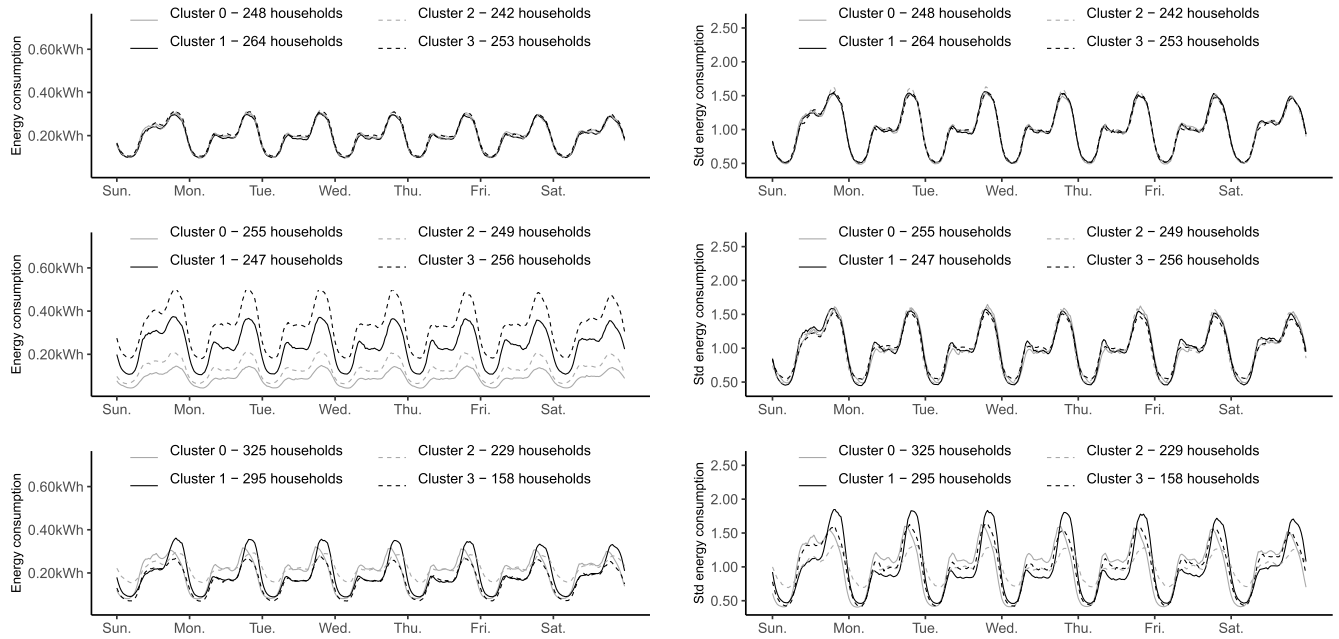 Cluster 0 − 248 households Cluster 2 − 242 households
Cluster 1 − 264 households Cluster 3 − 253 households
Energy consumption
0.60kWh
0.40kWh
0.20kWh
Sun. Mon. Tue. Wed. Thu. Fri. Sat.
Cluster 0 − 248 households Cluster 2 − 242 households
Cluster 1 − 264 households Cluster 3 − 253 households
Std energy consumption
2.50
2.00
1.50
1.00
0.50
Sun. Mon. Tue. Wed. Thu. Fri. Sat.
Cluster 0 − 255 households Cluster 2 − 249 households
Cluster 1 − 247 households Cluster 3 − 256 households
Energy consumption
0.60kWh
0.40kWh
0.20kWh
Sun. Mon. Tue. Wed. Thu. Fri. Sat.
Cluster 0 − 255 households Cluster 2 − 249 households
Cluster 1 − 247 households Cluster 3 − 256 households
Std energy consumption
2.50
2.00
1.50
1.00
0.50
Sun. Mon. Tue. Wed. Thu. Fri. Sat.
Cluster 0 − 325 households Cluster 2 − 229 households
Cluster 1 − 295 households Cluster 3 − 158 households
Energy consumption
0.60kWh
0.40kWh
0.20kWh
Sun. Mon. Tue. Wed. Thu. Fri. Sat.
Cluster 0 − 325 households Cluster 2 − 229 households
Cluster 1 − 295 households Cluster 3 − 158 households
Std energy consumption
2.50
2.00
1.50
1.00
0.50
Sun. Mon. Tue. Wed. Thu. Fri. Sat.